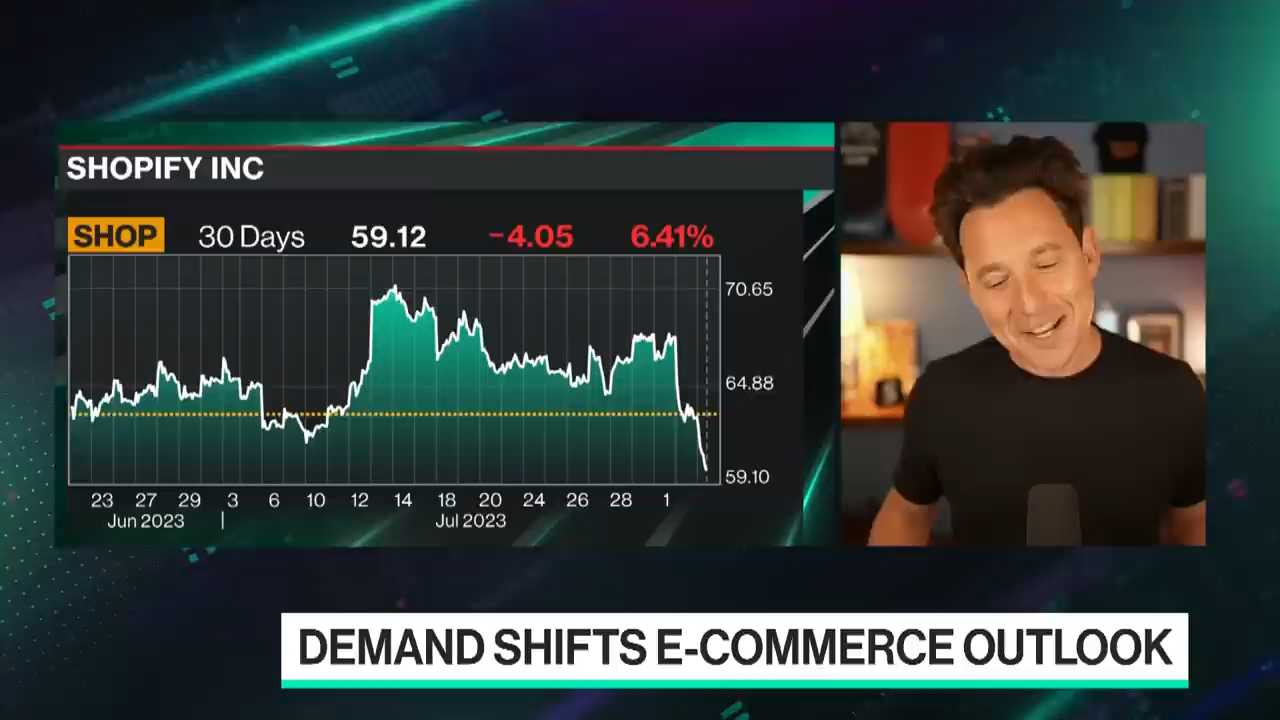 SHOPIFY INC
SHOP 30 Days 59.12 -4.05 6.41%
70.65
64.88
59.10
23 27 29 3 6 10 12 14 18 20 24 26 28 1
Jun 2023 | Jul 2023
DEMAND SHIFTS E-COMMERCE OUTLOOK